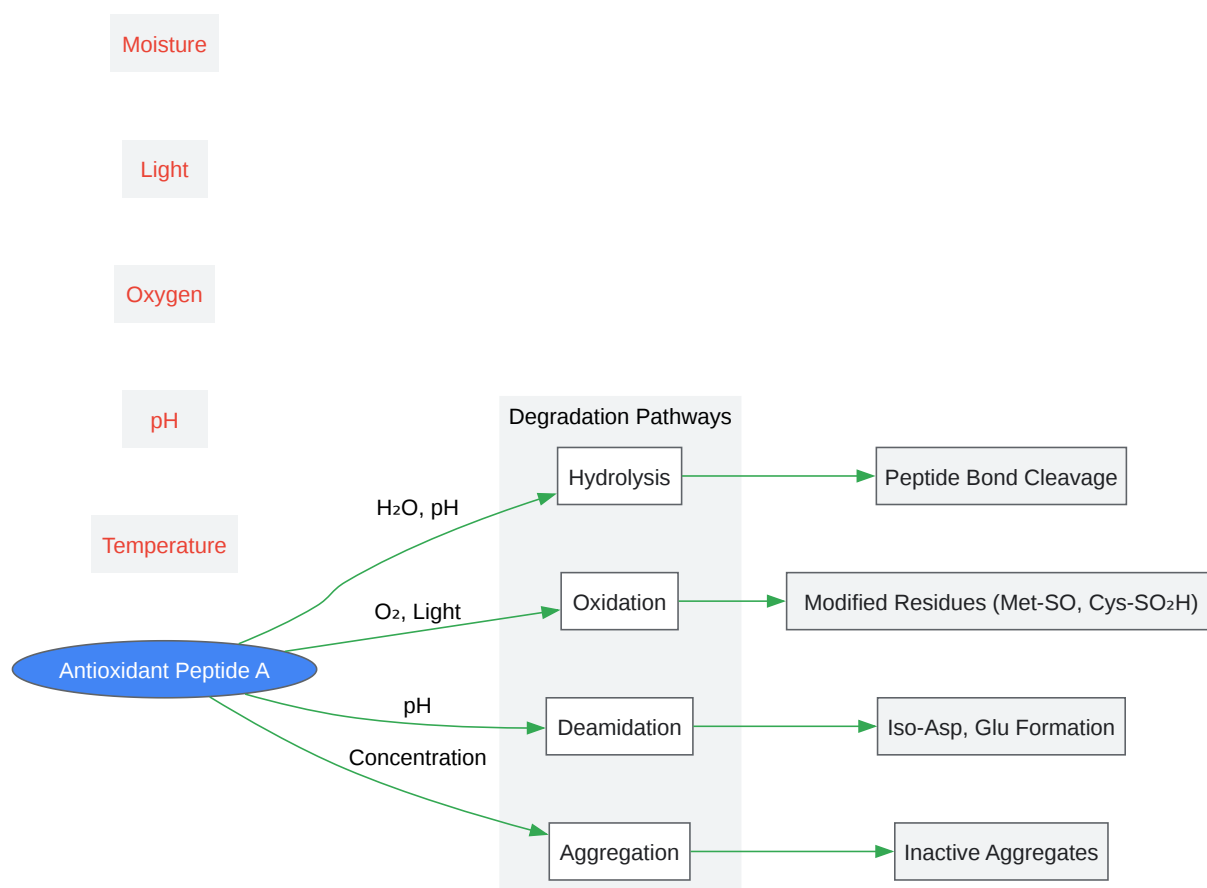 Moisture
Light
Oxygen
pH
Temperature
Antioxidant Peptide A
H₂O, pH
O₂, Light
pH
Concentration
Degradation Pathways
Hydrolysis
Oxidation
Deamidation
Aggregation
Peptide Bond Cleavage
Modified Residues (Met-SO, Cys-SO₂H)
Iso-Asp, Glu Formation
Inactive Aggregates